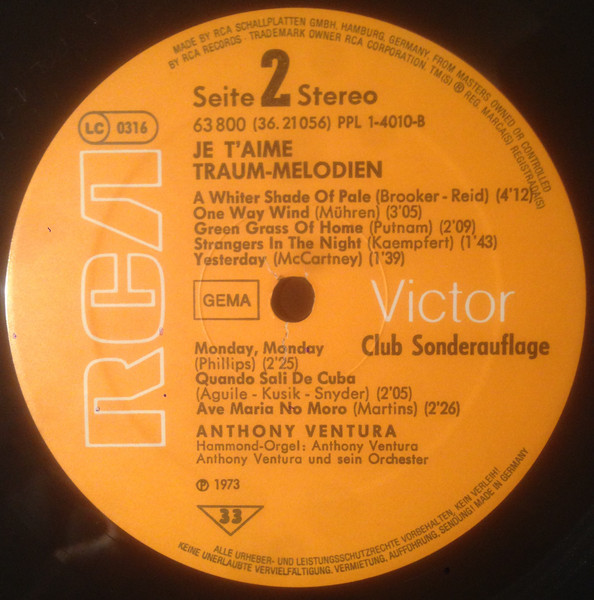 MADE BY RCA SCHALLPLATTEN GMBH, HAMBURG, GERMANY, FROM MASTERS OWNED OR CONTROLLED
BY RCA RECORDS · TRADEMARK OWNER RCA CORPORATION, TM(S) ® REG. MARCA(S) REGISTRADA(S)
Seite 2 Stereo
LC 0316
63 800 (36. 21 056) PPL 1-4010-B
JE T'AIME
TRAUM-MELODIEN
A Whiter Shade Of Pale (Brooker - Reid) (4'12)
One Way Wind (Mühren) (3'05)
Green Grass Of Home (Putnam) (2'09)
Strangers In The Night (Kaempfert) (1'43)
Yesterday (McCartney) (1'39)
RCA
GEMA
Victor
Club Sonderauflage
Monday, Monday
(Phillips) (2'25)
Quando Sali De Cuba
(Aguile - Kusik - Snyder) (2'05)
Ave Maria No Moro (Martins) (2'26)
ANTHONY VENTURA
Hammond-Orgel: Anthony Ventura
Anthony Ventura und sein Orchester
℗ 1973
33
ALLE URHEBER- UND LEISTUNGSSCHUTZRECHTE VORBEHALTEN, KEIN VERLEIH!
KEINE UNERLAUBTE VERVIELFÄLTIGUNG, VERMIETUNG, AUFFÜHRUNG, SENDUNG! MADE IN GERMANY